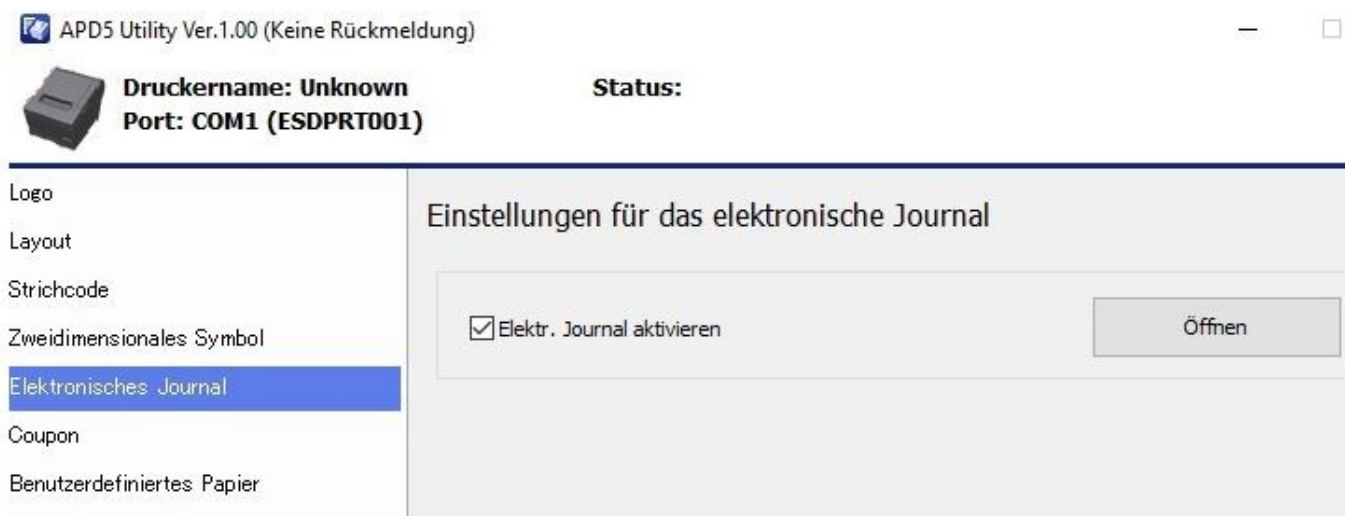 APD5 Utility Ver.1.00 (Keine Rückmeldung)
Druckername: Unknown Status:
Port: COM1 (ESDPRT001)
Logo
Layout
Strichcode
Zweidimensionales Symbol
Elektronisches Journal
Coupon
Benutzerdefiniertes Papier
Einstellungen für das elektronische Journal
Elektr. Journal aktivieren
Öffnen